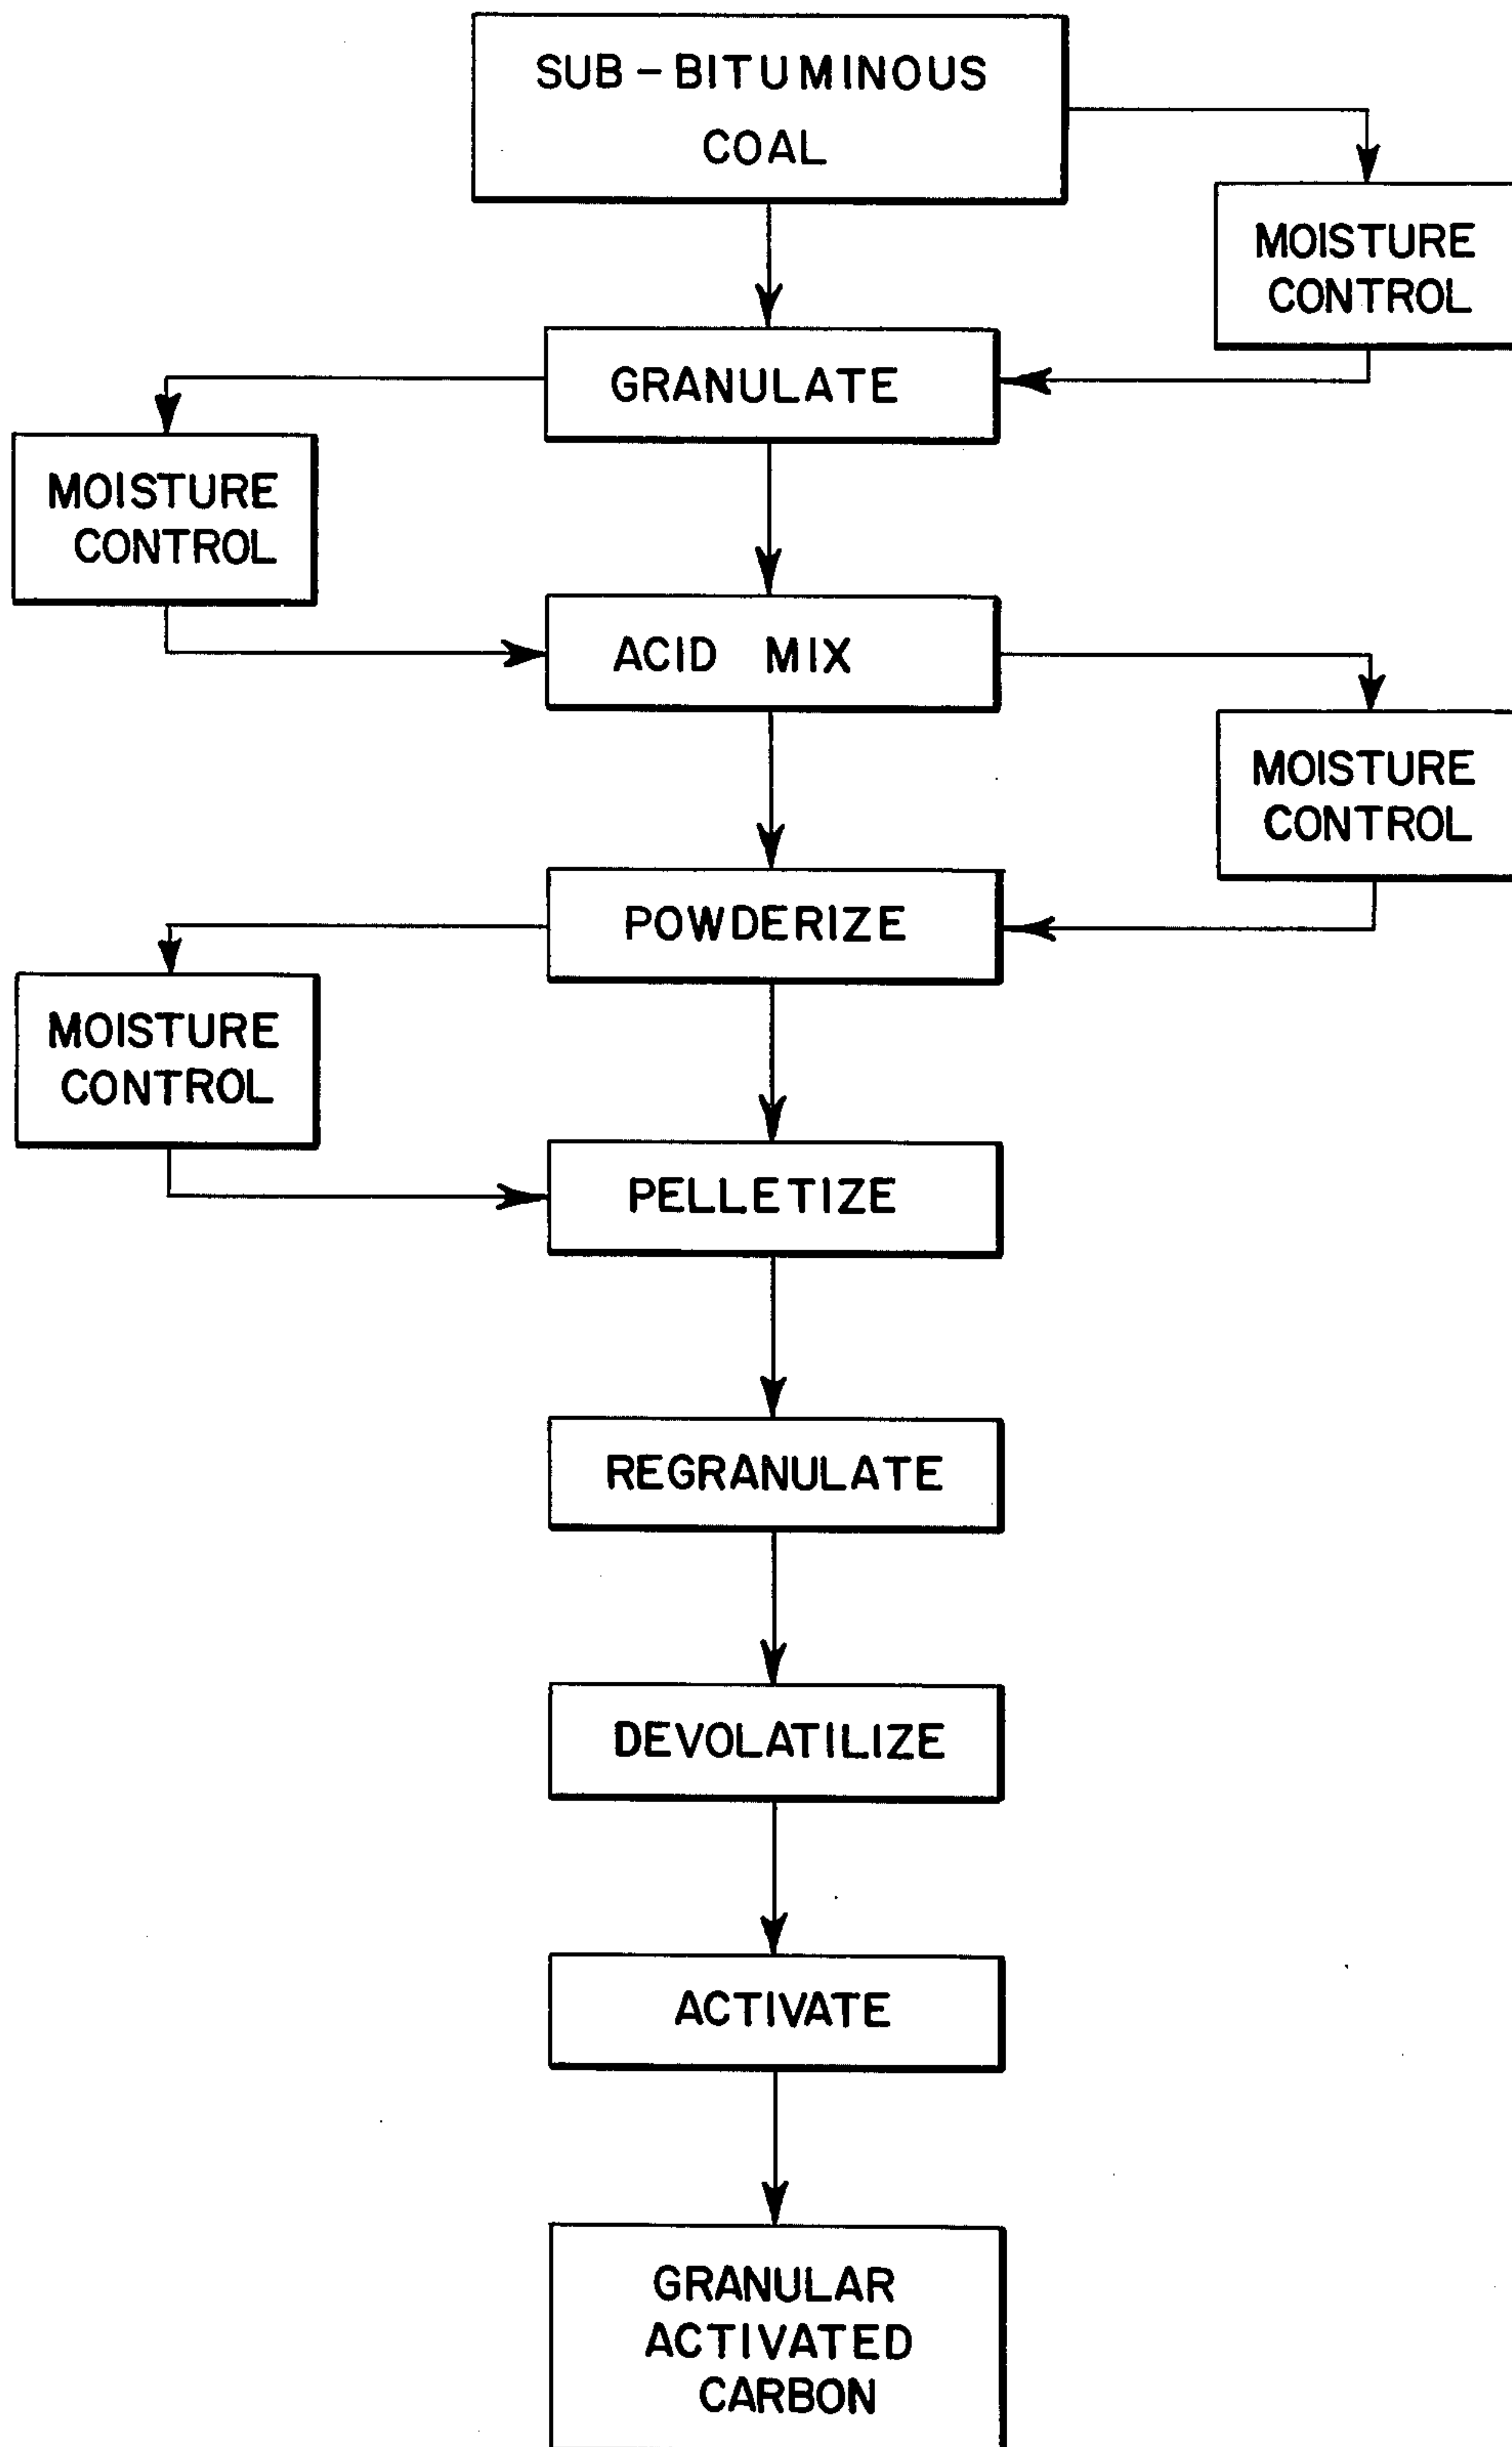 SUB-BITUMINOUS
COAL
MOISTURE
CONTROL
GRANULATE
MOISTURE
CONTROL
ACID MIX
MOISTURE
CONTROL
POWDERIZE
MOISTURE
CONTROL
PELLETIZE
REGRANULATE
DEVOLATILIZE
ACTIVATE
GRANULAR
ACTIVATED
CARBON